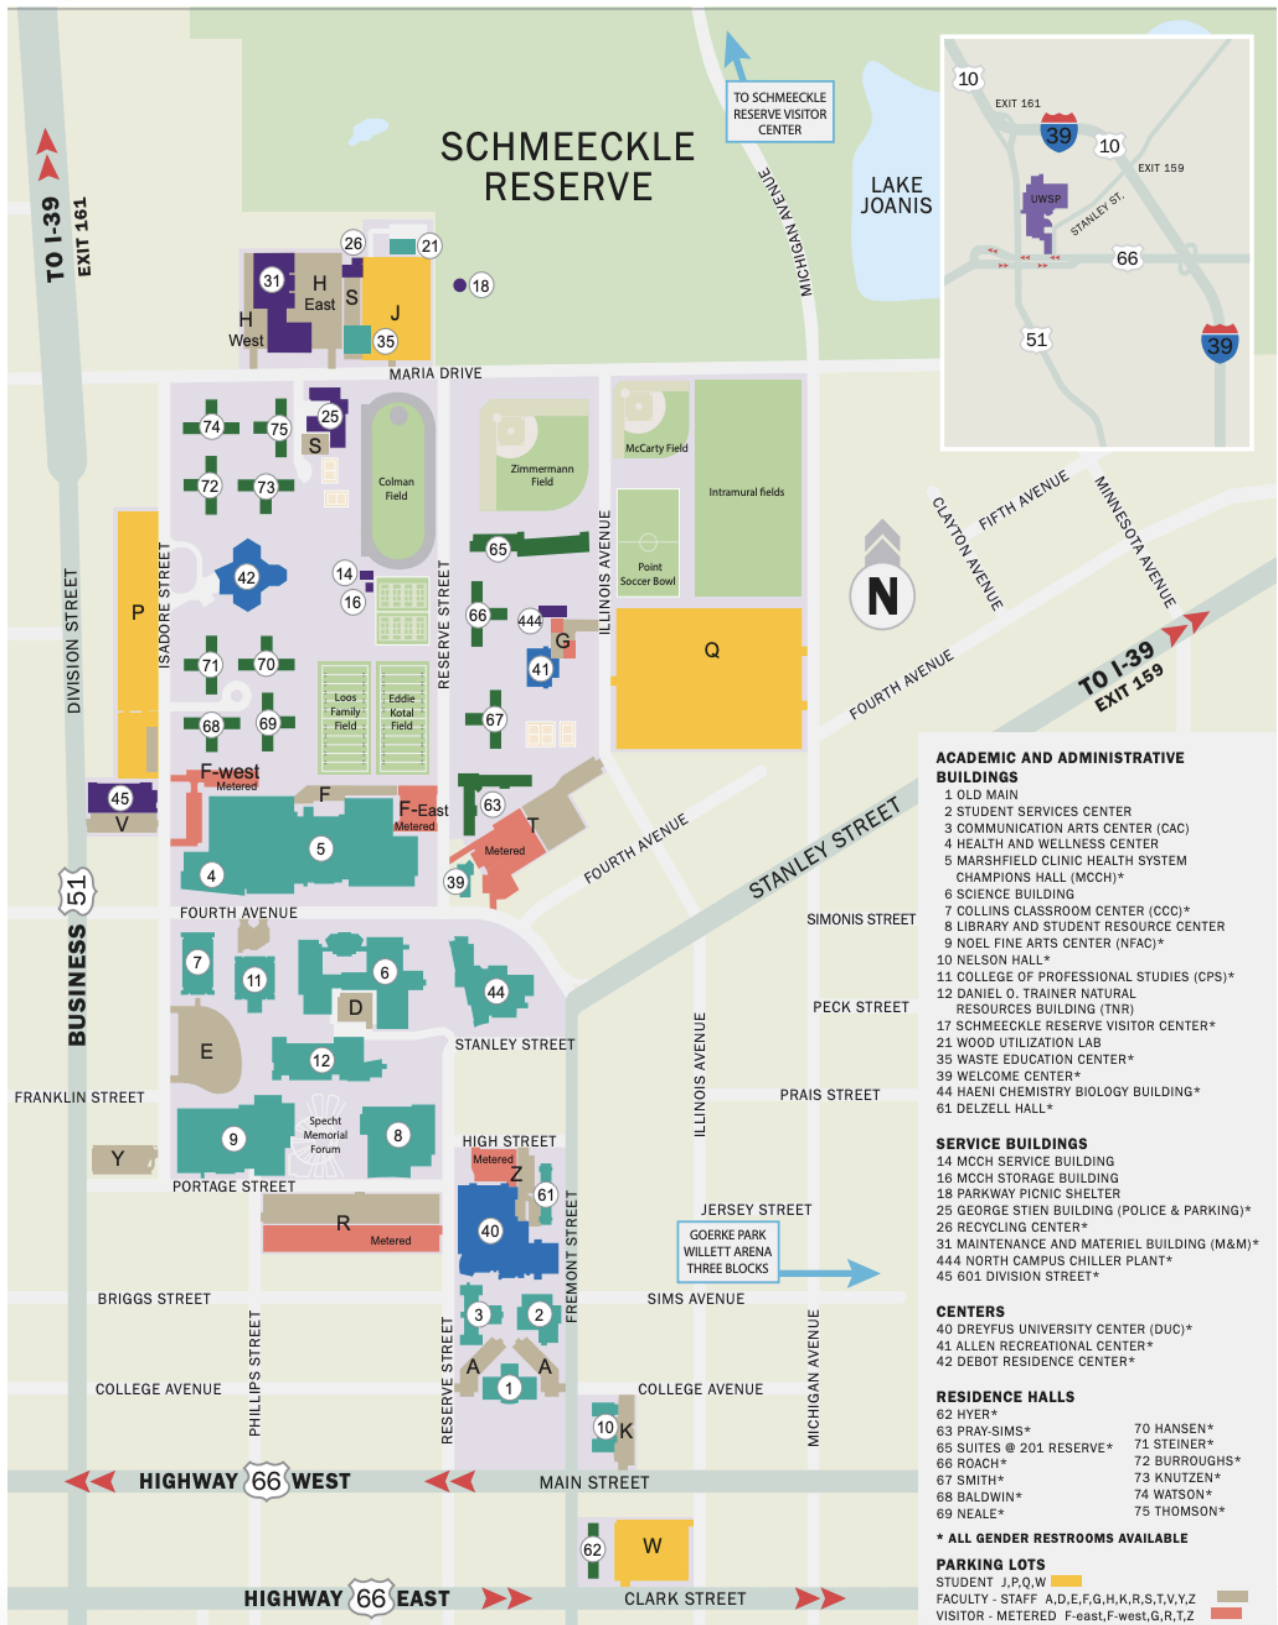 SCHMEECKLE
RESERVE
TO SCHMEECKLE
RESERVE VISITOR
CENTER
MICHIGAN AVENUE
LAKE
JOANIS
TO I-39
EXIT 161
10
EXIT 161
39
10
EXIT 159
UWSP
STANLEY ST.
66
51
39
26
21
31
H
East
S
J
18
H
West
35
MARIA DRIVE
74
75
25
S
72
73
Colman
Field
Zimmermann
Field
McCarty Field
Intramural fields
Point
Soccer Bowl
65
42
14
16
P
ISADORE STREET
DIVISION STREET
RESERVE STREET
ILLINOIS AVENUE
66
444
G
41
Q
N
CLAYTON AVENUE
FIFTH AVENUE
MINNESOTA AVENUE
TO I-39
EXIT 159
FOURTH AVENUE
71
70
68
69
Loos
Family
Field
Eddie
Kotal
Field
67
F-west
Metered
F
F-East
Metered
45
V
5
4
63
T
Metered
39
FOURTH AVENUE
STANLEY STREET
51
BUSINESS
FOURTH AVENUE
SIMONIS STREET
7
11
6
D
44
PECK STREET
E
12
STANLEY STREET
ILLINOIS AVENUE
FRANKLIN STREET
PRAIS STREET
9
Specht
Memorial
Forum
8
HIGH STREET
Y
Metered
Z
61
PORTAGE STREET
R
Metered
40
FREMONT STREET
JERSEY STREET
GOERKE PARK
WILLETT ARENA
THREE BLOCKS
BRIGGS STREET
SIMS AVENUE
3
2
PHILLIPS STREET
RESERVE STREET
MICHIGAN AVENUE
A
A
1
COLLEGE AVENUE
COLLEGE AVENUE
10
K
HIGHWAY 66 WEST
MAIN STREET
62
W
HIGHWAY 66 EAST
CLARK STREET
ACADEMIC AND ADMINISTRATIVE
BUILDINGS
1 OLD MAIN
2 STUDENT SERVICES CENTER
3 COMMUNICATION ARTS CENTER (CAC)
4 HEALTH AND WELLNESS CENTER
5 MARSHFIELD CLINIC HEALTH SYSTEM
CHAMPIONS HALL (MCCH)*
6 SCIENCE BUILDING
7 COLLINS CLASSROOM CENTER (CCC)*
8 LIBRARY AND STUDENT RESOURCE CENTER
9 NOEL FINE ARTS CENTER (NFAC)*
10 NELSON HALL*
11 COLLEGE OF PROFESSIONAL STUDIES (CPS)*
12 DANIEL O. TRAINER NATURAL
RESOURCES BUILDING (TNR)
17 SCHMEECKLE RESERVE VISITOR CENTER*
21 WOOD UTILIZATION LAB
35 WASTE EDUCATION CENTER*
39 WELCOME CENTER*
44 HAENI CHEMISTRY BIOLOGY BUILDING*
61 DELZELL HALL*
SERVICE BUILDINGS
14 MCCH SERVICE BUILDING
16 MCCH STORAGE BUILDING
18 PARKWAY PICNIC SHELTER
25 GEORGE STIEN BUILDING (POLICE & PARKING)*
26 RECYCLING CENTER*
31 MAINTENANCE AND MATERIEL BUILDING (M&M)*
444 NORTH CAMPUS CHILLER PLANT*
45 601 DIVISION STREET*
CENTERS
40 DREYFUS UNIVERSITY CENTER (DUC)*
41 ALLEN RECREATIONAL CENTER*
42 DEBOT RESIDENCE CENTER*
RESIDENCE HALLS
62 HYER*
63 PRAY-SIMS*
65 SUITES @ 201 RESERVE*
66 ROACH*
67 SMITH*
68 BALDWIN*
69 NEALE*
70 HANSEN*
71 STEINER*
72 BURROUGHS*
73 KNUTZEN*
74 WATSON*
75 THOMSON*
* ALL GENDER RESTROOMS AVAILABLE
PARKING LOTS
STUDENT J,P,Q,W
FACULTY - STAFF A,D,E,F,G,H,K,R,S,T,V,Y,Z
VISITOR - METERED F-east,F-west,G,R,T,Z